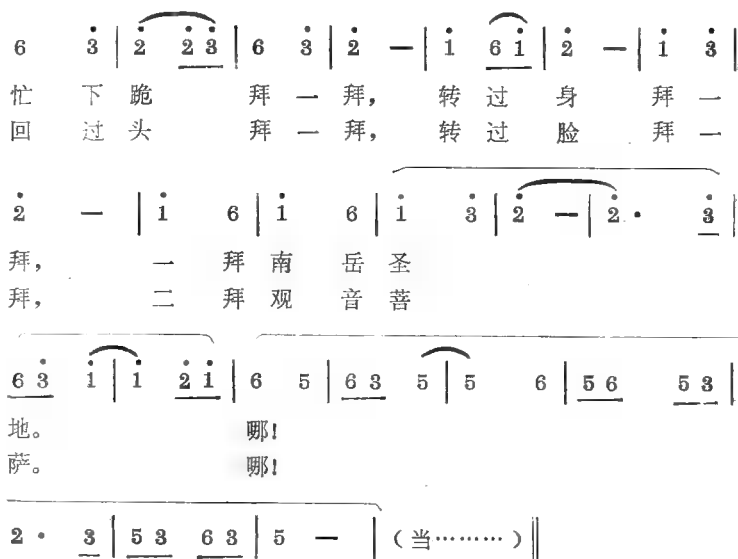 6 3̇ | 2̇ 2̇ 3̇ | 6 3̇ | 2̇ — | 1̇ 6 1̇ | 2̇ — | 1̇ 3̇ |
忙 下 跪 拜 一 拜， 转 过 身 拜 一
回 过 头 拜 一 拜， 转 过 脸 拜 一
2̇ — | 1̇ 6 | 1̇ 6 | 1̇ 3̇ | 2̇ — | 2̇ · 3̇ |
拜， 一 拜 南 岳 圣
拜， 二 拜 观 音 菩
6 3̇ 1̇ | 1̇ 2̇ 1̇ | 6 5 | 6 3 5 | 5 6 | 5 6 5 3 |
地。 哪！
萨。 哪！
2 · 3 | 5 3 6 3 | 5 — | （当………）‖